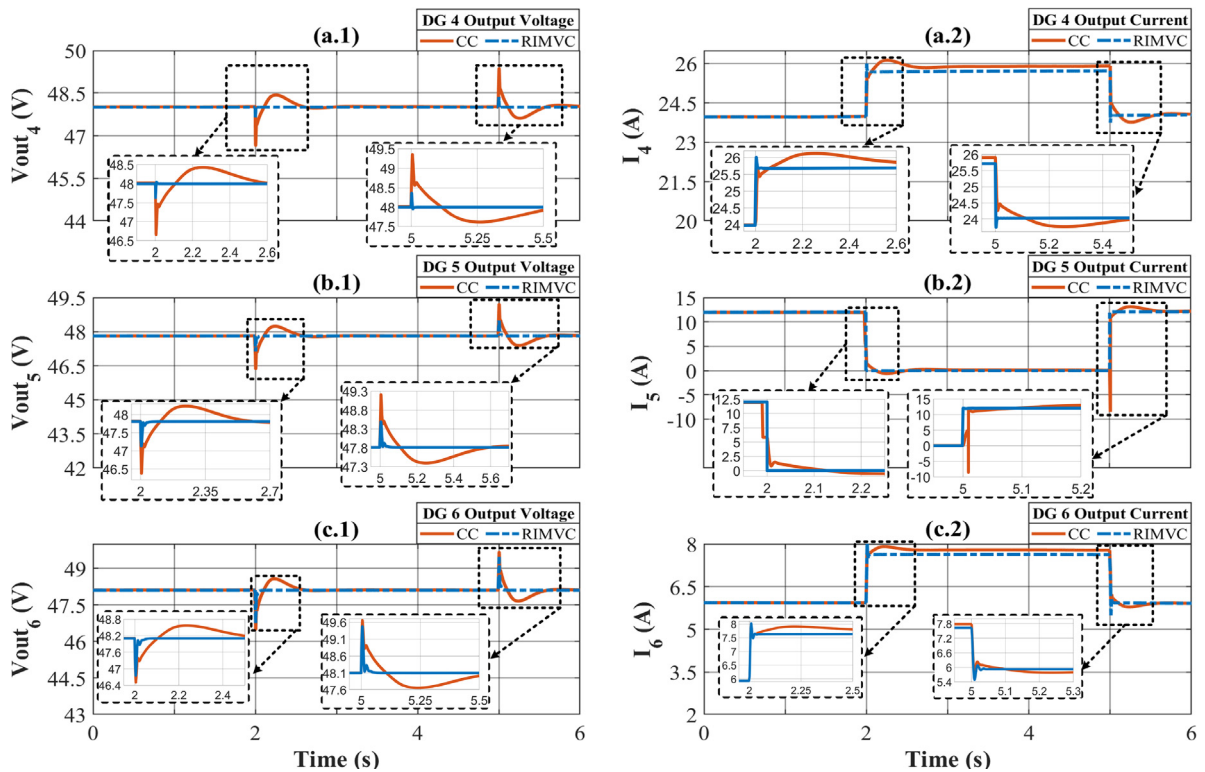 DG 4 Output Voltage
(a.1)
CC RIMVC
Vout4 (V)
50
48.5
47
45.5
44
48.5
48
47.5
47
46.5
2 2.2 2.4 2.6
49.5
49
48.5
48
47.5
5 5.25 5.5
0 2 4 6
DG 4 Output Current
(a.2)
CC RIMVC
I4 (A)
26
24.5
23
21.5
20
26
25.5
25
24.5
24
2 2.2 2.4 2.6
26
25.5
25
24.5
24
5 5.2 5.4
0 2 4 6
DG 5 Output Voltage
(b.1)
CC RIMVC
Vout5 (V)
49.5
48
46.5
45
43.5
42
48
47.5
47
46.5
2 2.35 2.7
49.3
48.8
48.3
47.8
47.3
5 5.2 5.4 5.6
DG 5 Output Current
(b.2)
CC RIMVC
I5 (A)
15
10
5
0
-5
-10
12.5
10
7.5
5
2.5
0
2 2.1 2.2
15
10
5
0
-5
-10
5 5.1 5.2
DG 6 Output Voltage
(c.1)
CC RIMVC
Vout6 (V)
49
47.5
46
44.5
43
48.8
48.2
47.6
47
46.4
2 2.2 2.4
49.6
49.1
48.6
48.1
47.6
5 5.25 5.5
0 2 4 6
Time (s)
DG 6 Output Current
(c.2)
CC RIMVC
I6 (A)
8
6.5
5
3.5
2
8
7.6
7.2
6.8
6.4
6
2 2.25 2.5
7.8
7.2
6.6
6
5.4
5 5.1 5.2 5.3
0 2 4 6
Time (s)